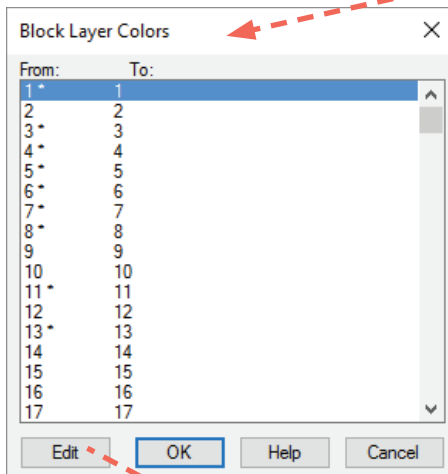 Block Layer Colors
From: To:
1 * 1
2 2
3 * 3
4 * 4
5 * 5
6 * 6
7 * 7
8 * 8
9 9
10 10
11 * 11
12 12
13 * 13
14 14
15 15
16 16
17 17
Edit OK Help Cancel